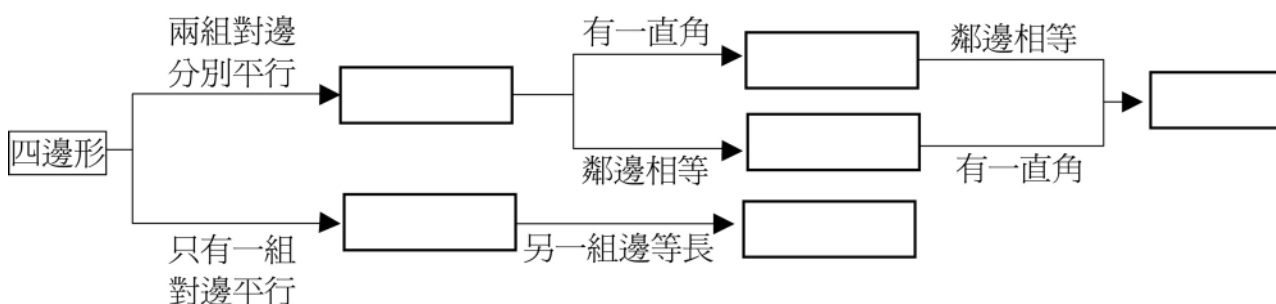 四邊形
兩組對邊
分別平行
有一直角
鄰邊相等
鄰邊相等
有一直角
只有一組
對邊平行
另一組邊等長